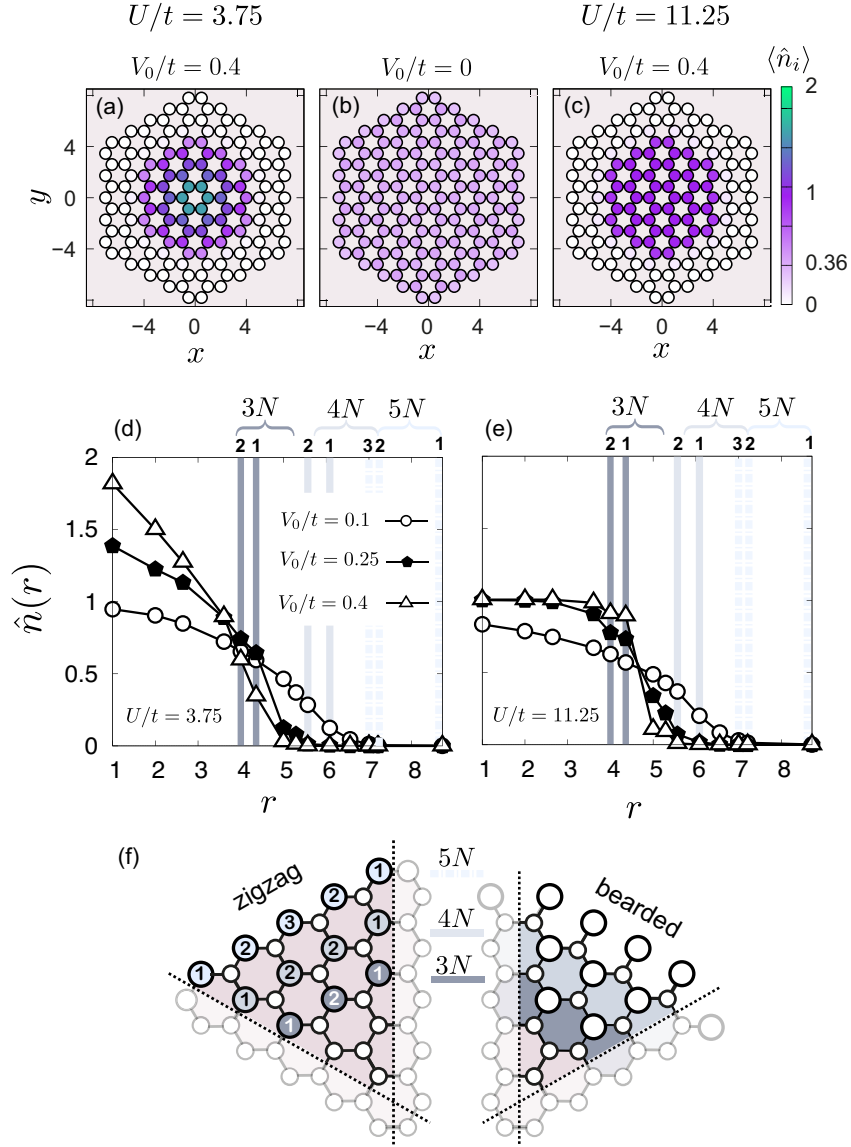 U/t = 3.75
U/t = 11.25
V₀/t = 0.4
V₀/t = 0
V₀/t = 0.4
⟨n̂ᵢ⟩
(a)
(b)
(c)
2
1
0.36
0
4
0
−4
y
−4 0 4
−4 0 4
−4 0 4
x
x
x
3N 4N 5N
3N 4N 5N
(d) 2 1 2 1 3 2 1
(e) 2 1 2 1 3 2 1
2
1.5
1
0.5
0
n̂(r)
V₀/t = 0.1
V₀/t = 0.25
V₀/t = 0.4
U/t = 3.75
U/t = 11.25
1 2 3 4 5 6 7 8
1 2 3 4 5 6 7 8
r
r
(f)
zigzag
bearded
5N
4N
3N
1
2
3 1
2 2
1 2 1
1 2
1